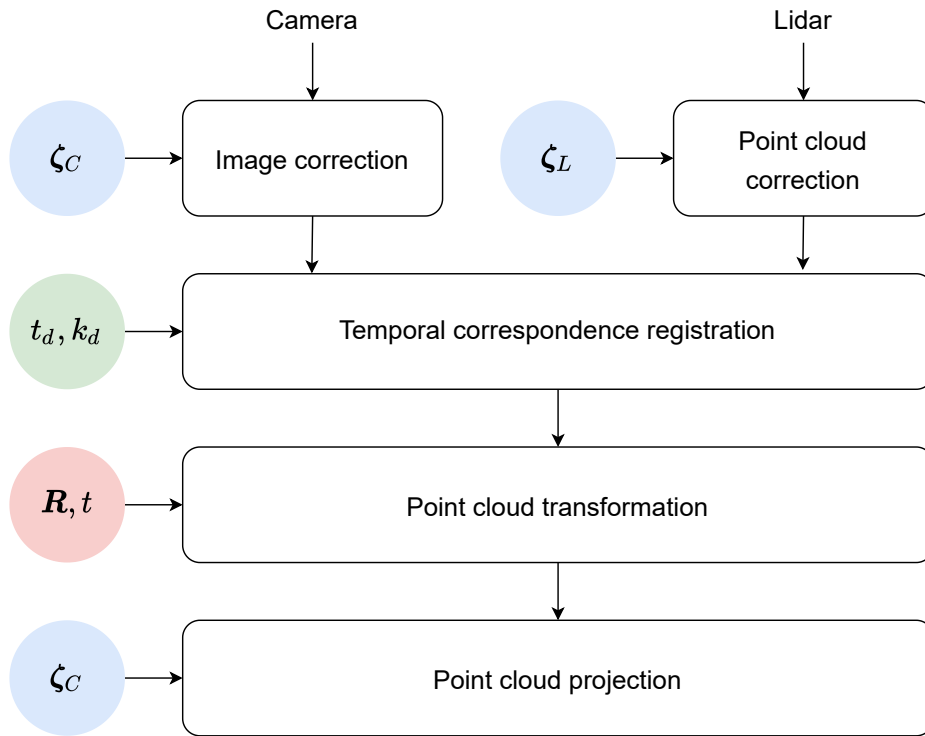 Camera
Lidar
ζ_C
Image correction
ζ_L
Point cloud
correction
t_d, k_d
Temporal correspondence registration
R, t
Point cloud transformation
ζ_C
Point cloud projection